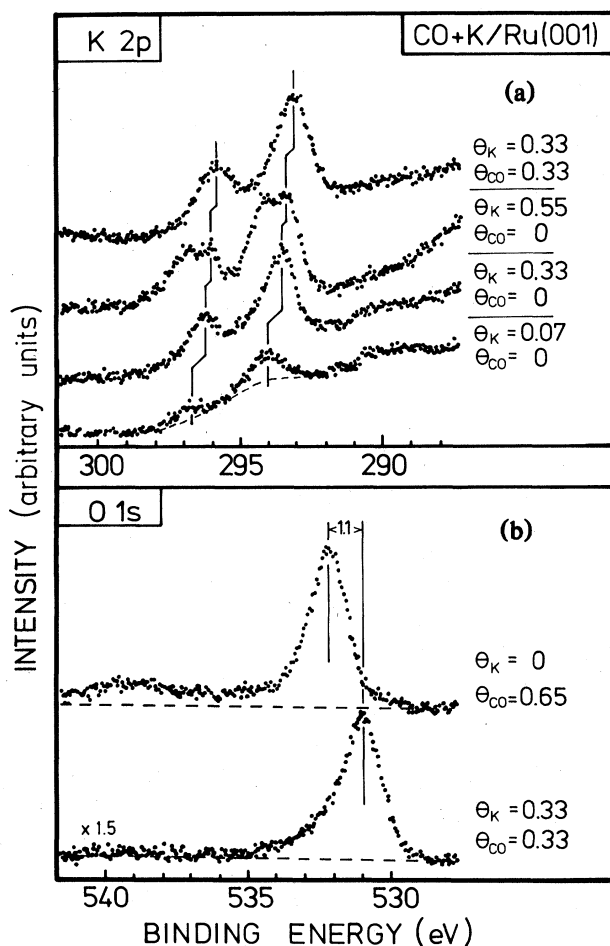 K 2p
CO+K/Ru(001)
(a)
θK = 0.33
θCO = 0.33
θK = 0.55
θCO = 0
θK = 0.33
θCO = 0
θK = 0.07
θCO = 0
300 295 290
INTENSITY (arbitrary units)
O 1s
(b)
<1.1>
θK = 0
θCO = 0.65
x 1.5
θK = 0.33
θCO = 0.33
540 535 530
BINDING ENERGY (eV)